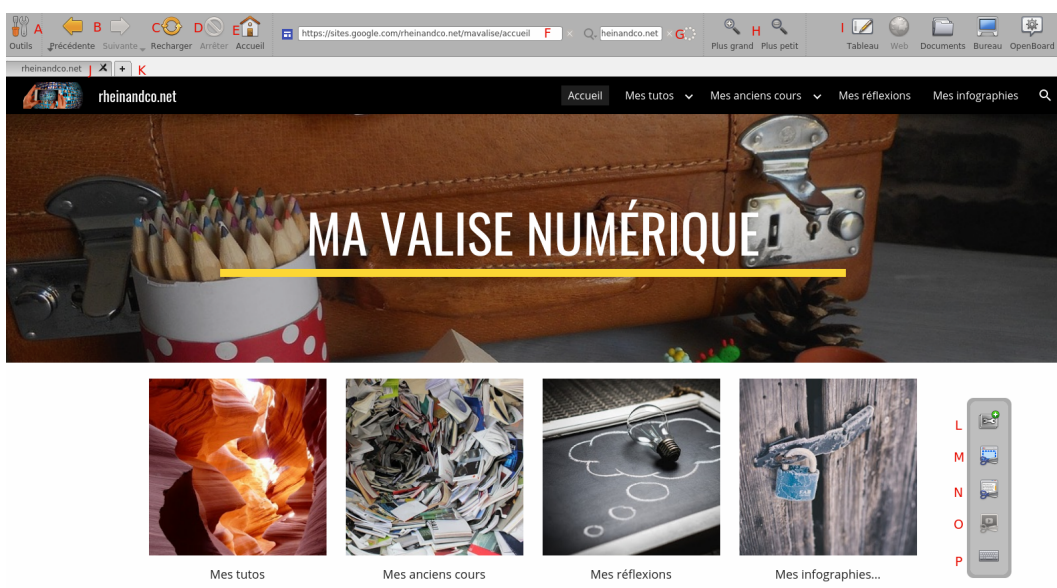 A B C D E F G H I
Outils Précédente Suivante Recharger Arrêter Accueil https://sites.google.com/rheinandco.net/mavalise/accueil heinandco.net Plus grand Plus petit Tableau Web Documents Bureau OpenBoard
rheinandco.net J + K
rheinandco.net Accueil Mes tutos Mes anciens cours Mes réflexions Mes infographies
MA VALISE NUMÉRIQUE
L
M
N
O
P
Mes tutos Mes anciens cours Mes réflexions Mes infographies...